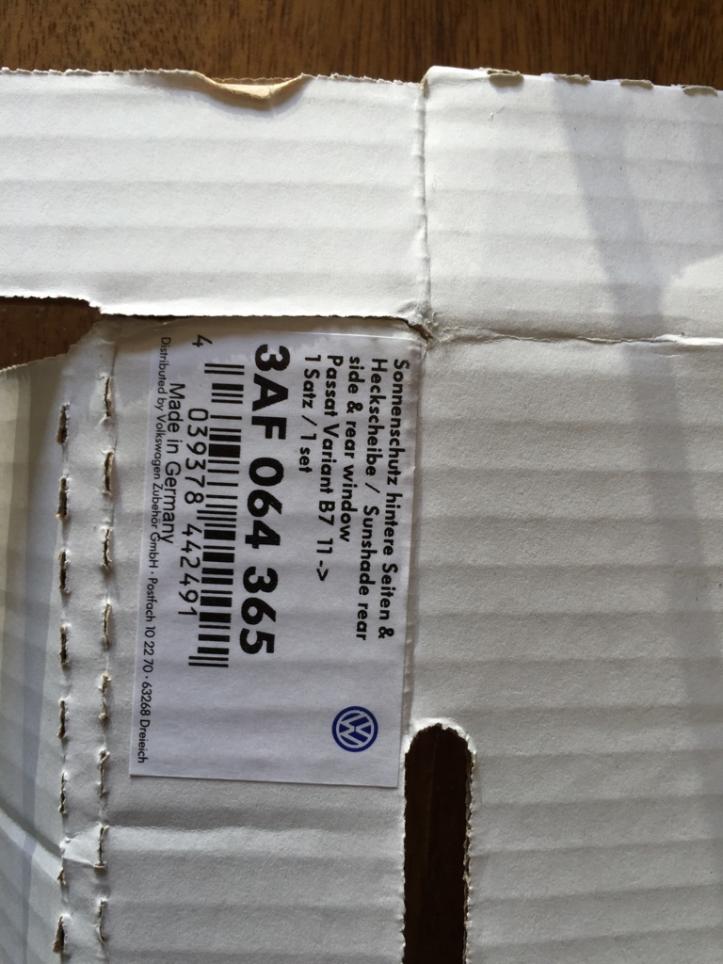 Sonnenschutz hintere Seiten &
Heckscheibe / Sunshade rear
side & rear window
Passat Variant B7 11->
1 Satz / 1 set
3AF 064 365
4 039378 442491
Made in Germany
Distributed by Volkswagen Zubehör GmbH · Postfach 10 22 70 · 63268 Dreieich
VW